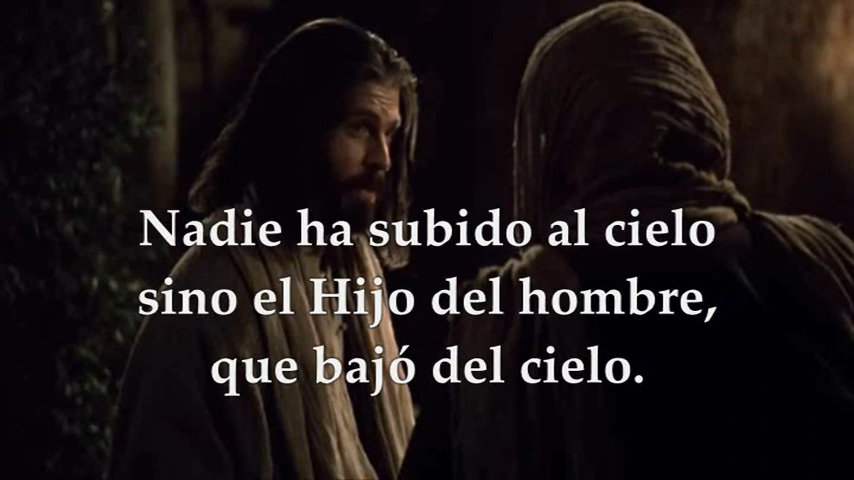 Nadie ha subido al cielo
sino el Hijo del hombre,
que bajó del cielo.